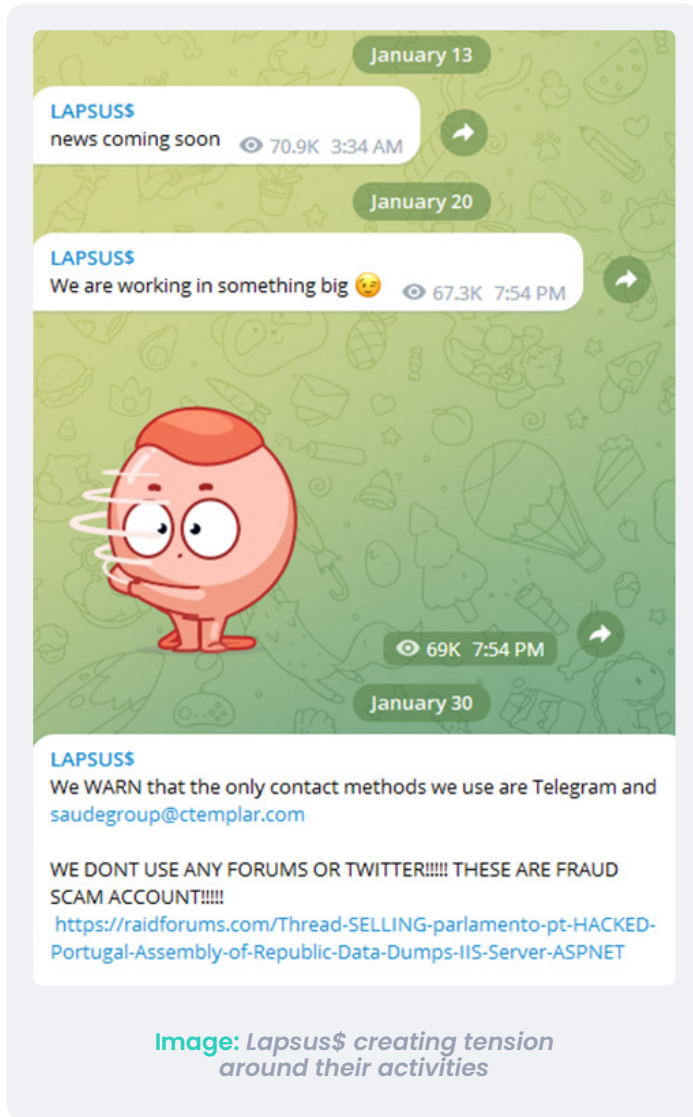 January 13
LAPSUS$
news coming soon 70.9K 3:34 AM
January 20
LAPSUS$
We are working in something big 😉 67.3K 7:54 PM
69K 7:54 PM
January 30
LAPSUS$
We WARN that the only contact methods we use are Telegram and
saudegroup@ctemplar.com
WE DONT USE ANY FORUMS OR TWITTER!!!!! THESE ARE FRAUD
SCAM ACCOUNT!!!!!
https://raidforums.com/Thread-SELLING-parlamento-pt-HACKED-
Portugal-Assembly-of-Republic-Data-Dumps-IIS-Server-ASPNET
Image: Lapsus$ creating tension
around their activities